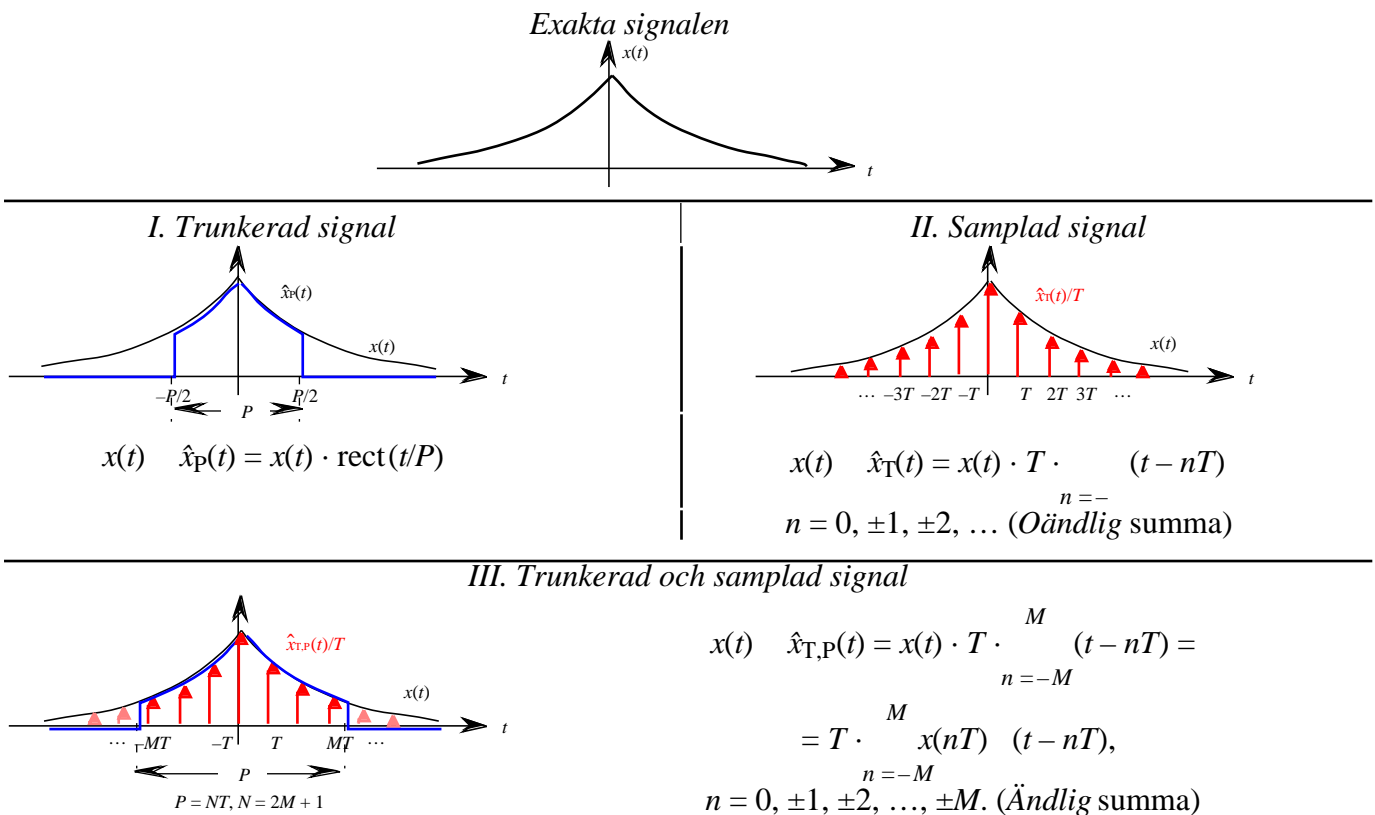 Exakta signalen
x(t)
t
I. Trunkerad signal
x̂P(t)
x(t)
t
–P/2 P/2
P
x(t) x̂P(t) = x(t) · rect(t/P)
II. Samplad signal
x̂T(t)/T
x(t)
t
… –3T –2T –T T 2T 3T …
x(t) x̂T(t) = x(t) · T · (t – nT)
n = –
n = 0, ±1, ±2, … (Oändlig summa)
III. Trunkerad och samplad signal
x̂T,P(t)/T
x(t)
t
… –MT –T T MT …
P
P = NT, N = 2M + 1
M
x(t) x̂T,P(t) = x(t) · T · (t – nT) =
n = –M
M
= T · x(nT) (t – nT),
n = –M
n = 0, ±1, ±2, …, ±M. (Ändlig summa)